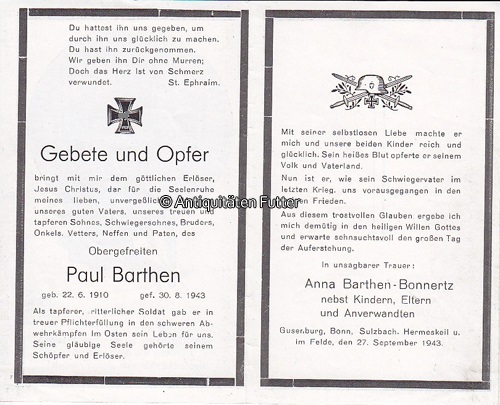 Du hattest ihn uns gegeben, um
durch ihn uns glücklich zu machen.
Du hast ihn zurückgenommen.
Wir geben ihn Dir ohne Murren;
Doch das Herz ist von Schmerz
verwundet. St. Ephraim.
Gebete und Opfer
bringt mit mir dem göttlichen Erlöser,
Jesus Christus, dar für die Seelenruhe
meines lieben, unvergeßlichen
unseres guten Vaters, unseres treuen und
tapferen Sohnes, Schwiegersohnes, Bruders,
Onkels, Vetters, Neffen und Paten, des
Obergefreiten
Paul Barthen
geb. 22. 6. 1910 gef. 30. 8. 1943
Als tapferer, ritterlicher Soldat gab er in
treuer Pflichterfüllung in den schweren Ab-
wehrkämpfen im Osten sein Leben für uns.
Seine gläubige Seele gehörte seinem
Schöpfer und Erlöser.
Mit seiner selbstlosen Liebe machte er
mich und unsere beiden Kinder reich und
glücklich. Sein heißes Blut opferte er seinem
Volk und Vaterland.
Nun ist er, wie sein Schwiegervater im
letzten Krieg, uns vorausgegangen in den
Frieden.
Aus diesem trostvollen Glauben ergebe ich
mich demütig in den heiligen Willen Gottes
und erwarte sehnsuchtsvoll den großen Tag
der Auferstehung.
In unsagbarer Trauer:
Anna Barthen-Bonnertz
nebst Kindern, Eltern
und Anverwandten
Gusenburg, Bonn, Sulzbach, Hermeskeil u.
im Felde, den 27. September 1943.
© Antiquitäten Futter